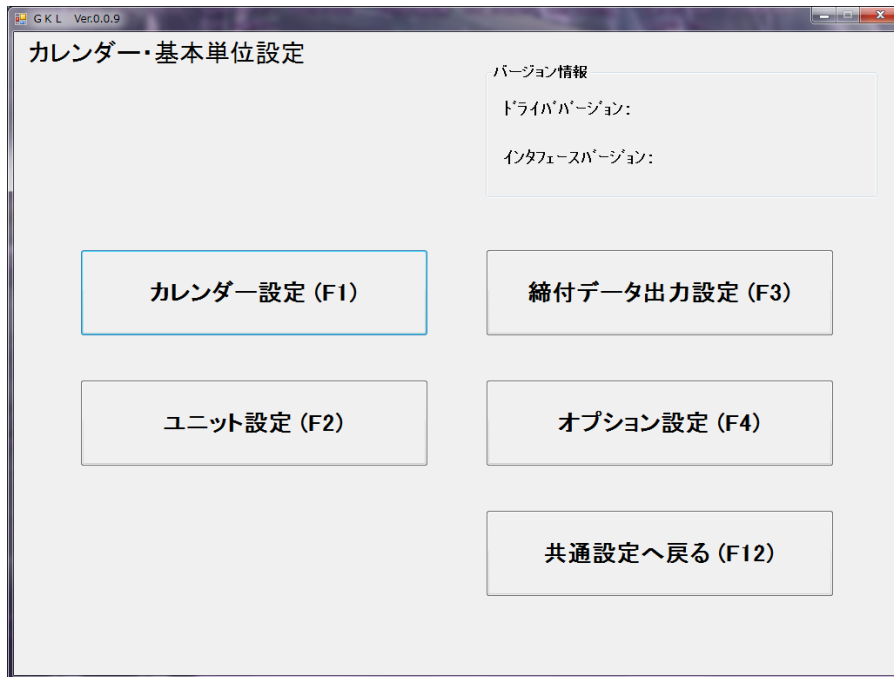 GKL Ver.0.0.9
カレンダー・基本単位設定
バージョン情報
ﾄﾞﾗｲﾊﾞﾊﾞｰｼﾞｮﾝ:
ｲﾝﾀﾌｪｰｽﾊﾞｰｼﾞｮﾝ:
カレンダー設定 (F1)
締付データ出力設定 (F3)
ユニット設定 (F2)
オプション設定 (F4)
共通設定へ戻る (F12)